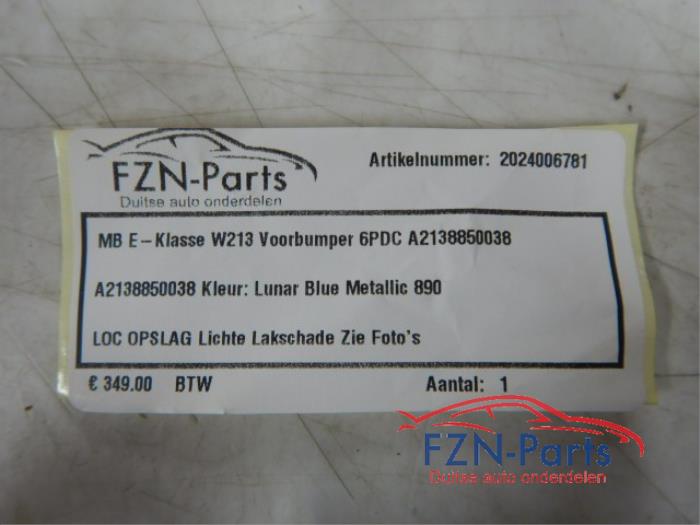 FZN-Parts
Duitse auto onderdelen
Artikelnummer: 2024006781
MB E-Klasse W213 Voorbumper 6PDC A2138850038
A2138850038 Kleur: Lunar Blue Metallic 890
LOC OPSLAG Lichte Lakschade Zie Foto's
€ 349.00 BTW
Aantal: 1
FZN-Parts
Duitse auto onderdelen